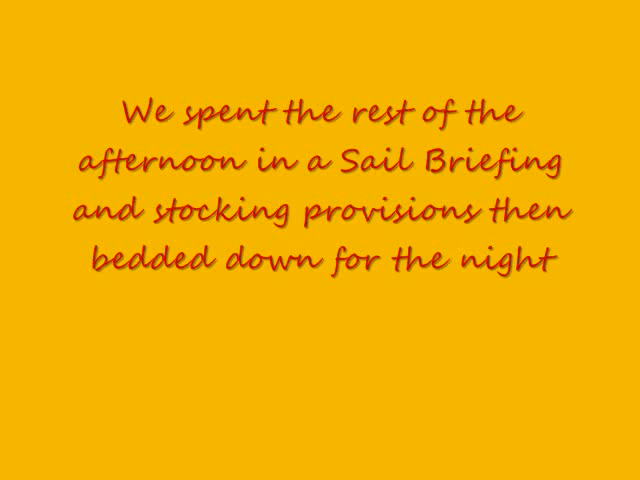 We spent the rest of the
afternoon in a Sail Briefing
and stocking provisions then
bedded down for the night